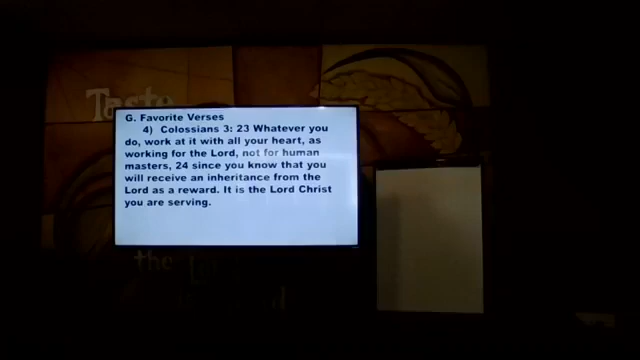 Taste
G. Favorite Verses
4) Colossians 3: 23 Whatever you
do, work at it with all your heart, as
working for the Lord, not for human
masters, 24 since you know that you
will receive an inheritance from the
Lord as a reward. It is the Lord Christ
you are serving.
the